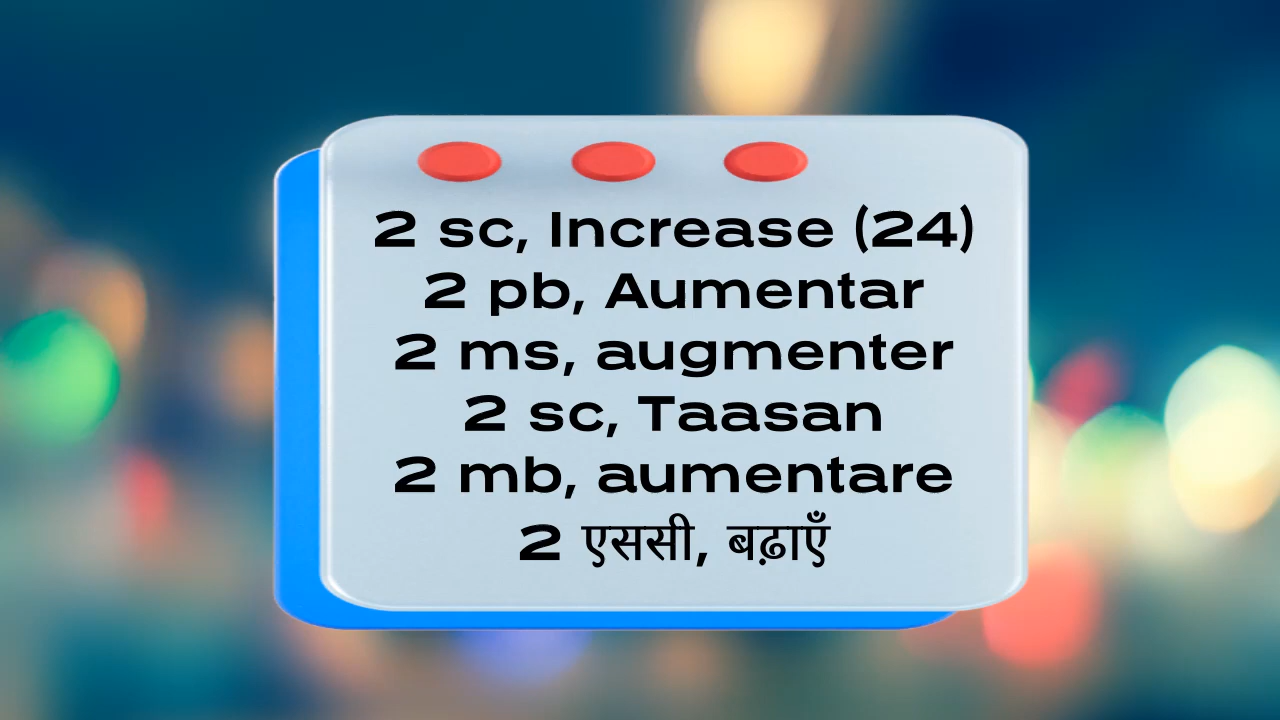 2 sc, Increase (24)
2 pb, Aumentar
2 ms, augmenter
2 sc, Taasan
2 mb, aumentare
2 एससी, बढ़ाएँ